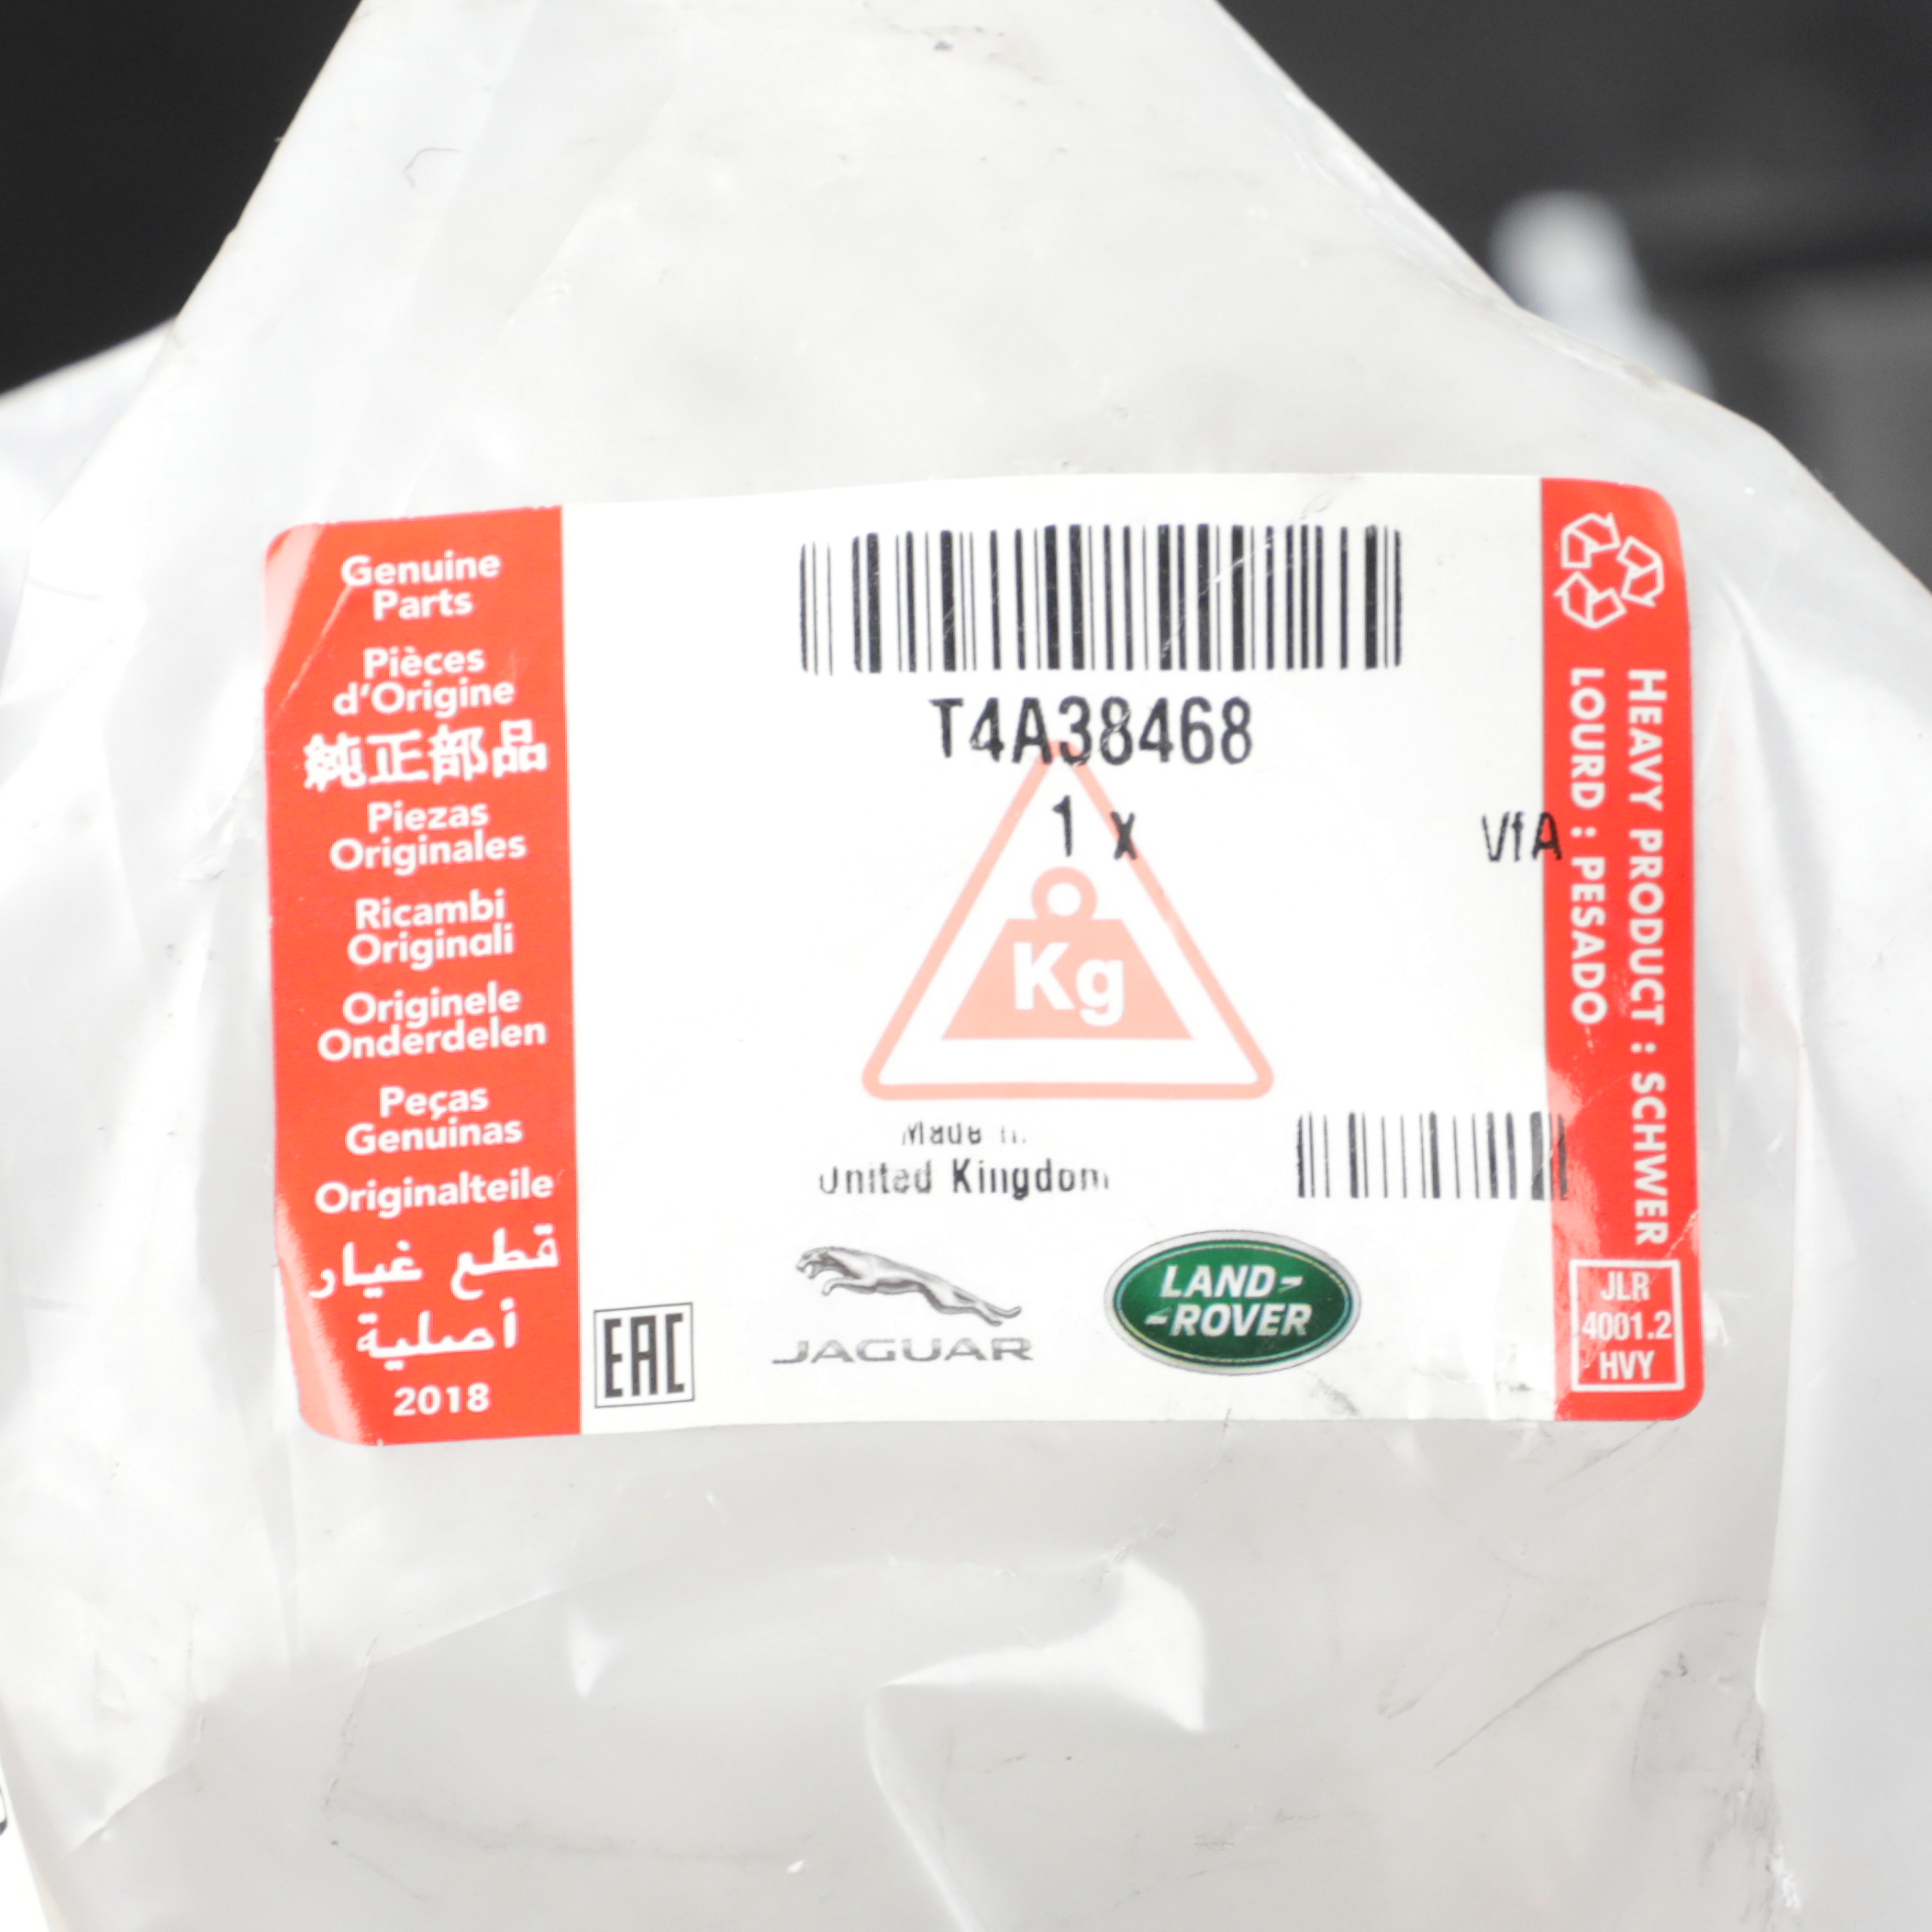 Genuine
Parts
Pièces
d'Origine
純正部品
Piezas
Originales
Ricambi
Originali
Originele
Onderdelen
Peças
Genuinas
Originalteile
قطع غيار
أصلية
2018
T4A38468
1 x
VfA
Kg
Made in
United Kingdom
EAC
JAGUAR
LAND-
-ROVER
HEAVY PRODUCT : SCHWER
LOURD : PESADO
JLR
4001.2
HVY